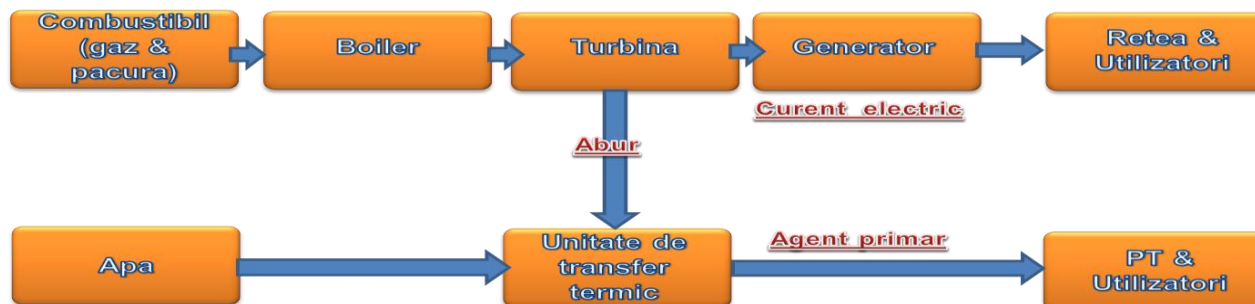 Combustibil
(gaz &
pacura)
Boiler
Turbina
Generator
Retea &
Utilizatori
Curent electric
Abur
Apa
Unitate de
transfer
termic
Agent primar
PT &
Utilizatori